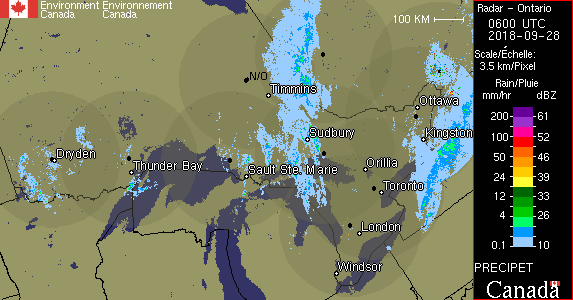 Environment Environnement
Canada Canada
100 KM
N/O
Timmins
Ottawa
Sudbury
Kingston
Dryden
Thunder Bay
Sault Ste. Marie
Orillia
Toronto
London
Windsor
Radar - Ontario
0600 UTC
2018-09-28
Scale/Échelle:
3.5 km/Pixel
Rain/Pluie
mm/hr dBZ
200 61
100 52
50 46
24 39
12 33
4 26
0.1 10
PRECIPET
Canada